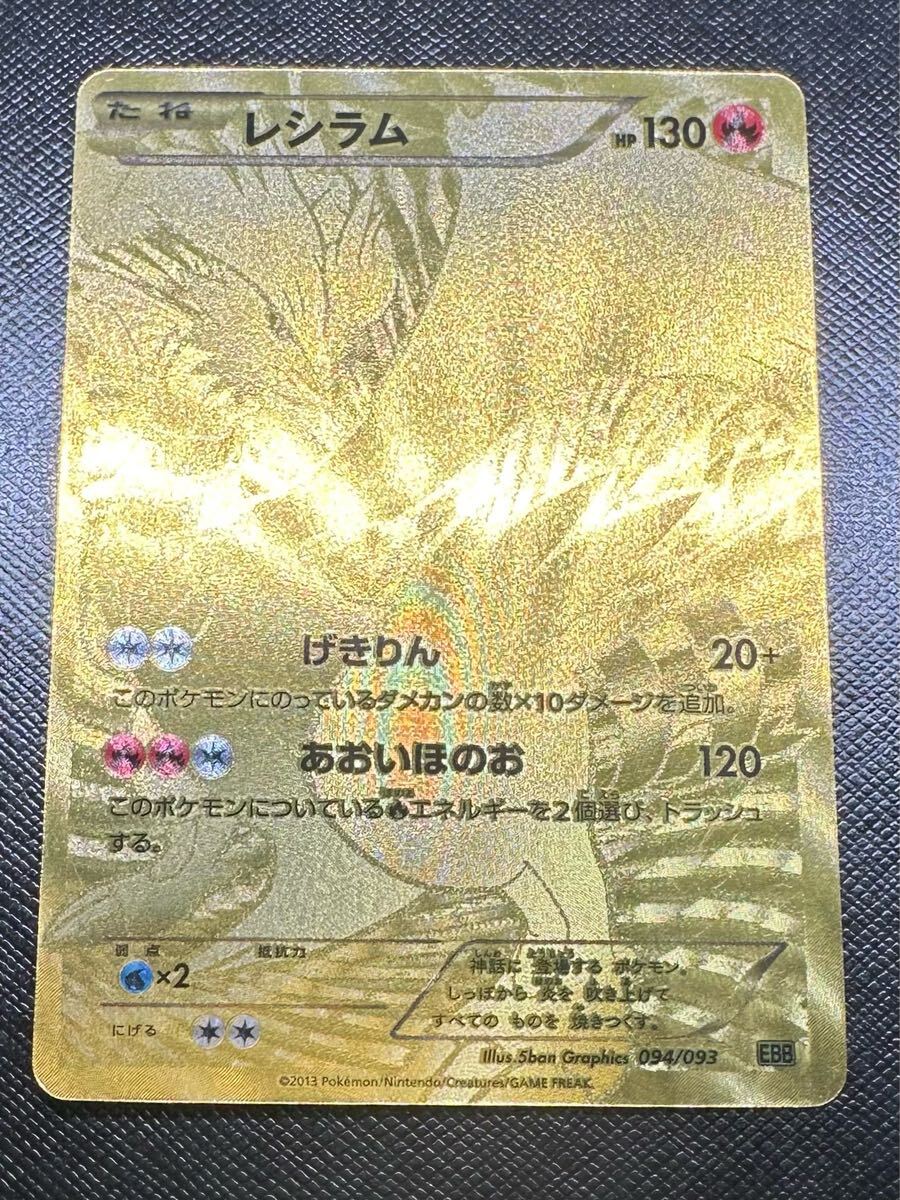 たね レシラム HP130
げきりん 20+
このポケモンにのっているダメカンの数×10ダメージを追加。
あおいほのお 120
このポケモンについているエネルギーを2個選び、トラッシュ
する。
弱点 抵抗力
×2
神話に 登場する ポケモン。
しっぽから 炎を 吹き上げて
すべての ものを 焼きつくす。
にげる
Illus.5ban Graphics 094/093 EBB
©2013 Pokémon/Nintendo/Creatures/GAME FREAK.